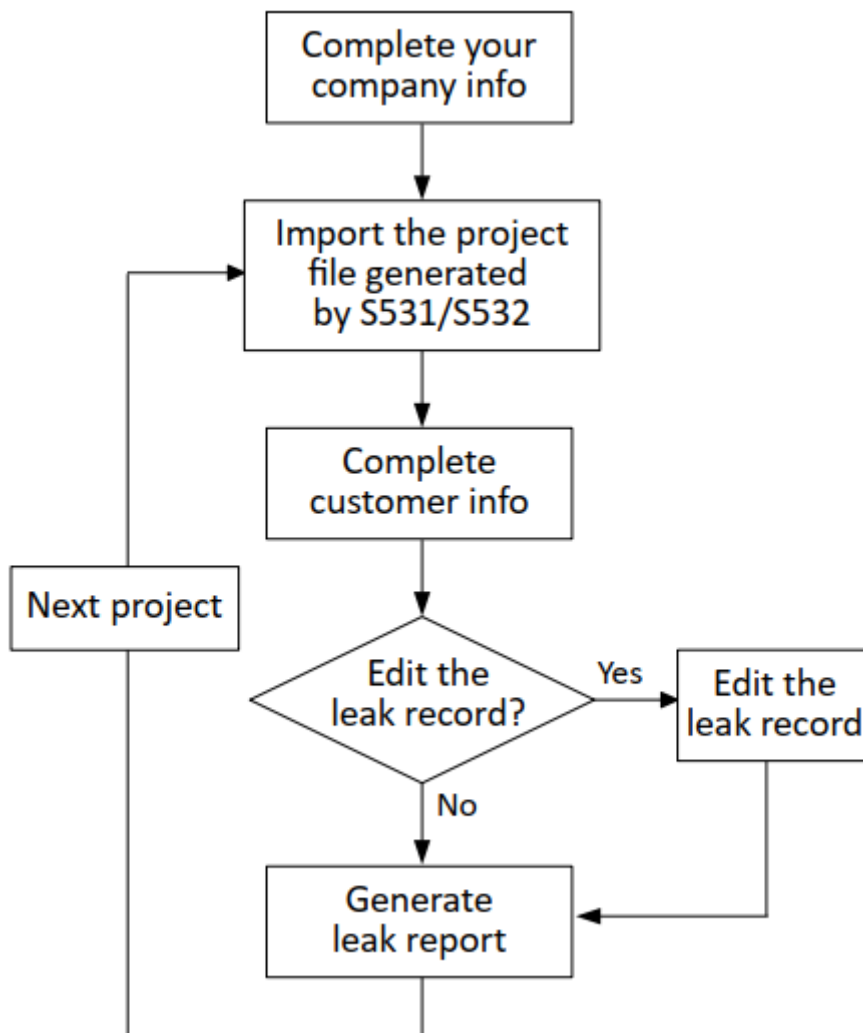 Complete your
company info
Import the project
file generated
by S531/S532
Complete
customer info
Next project
Edit the
leak record?
Yes
Edit the
leak record
No
Generate
leak report